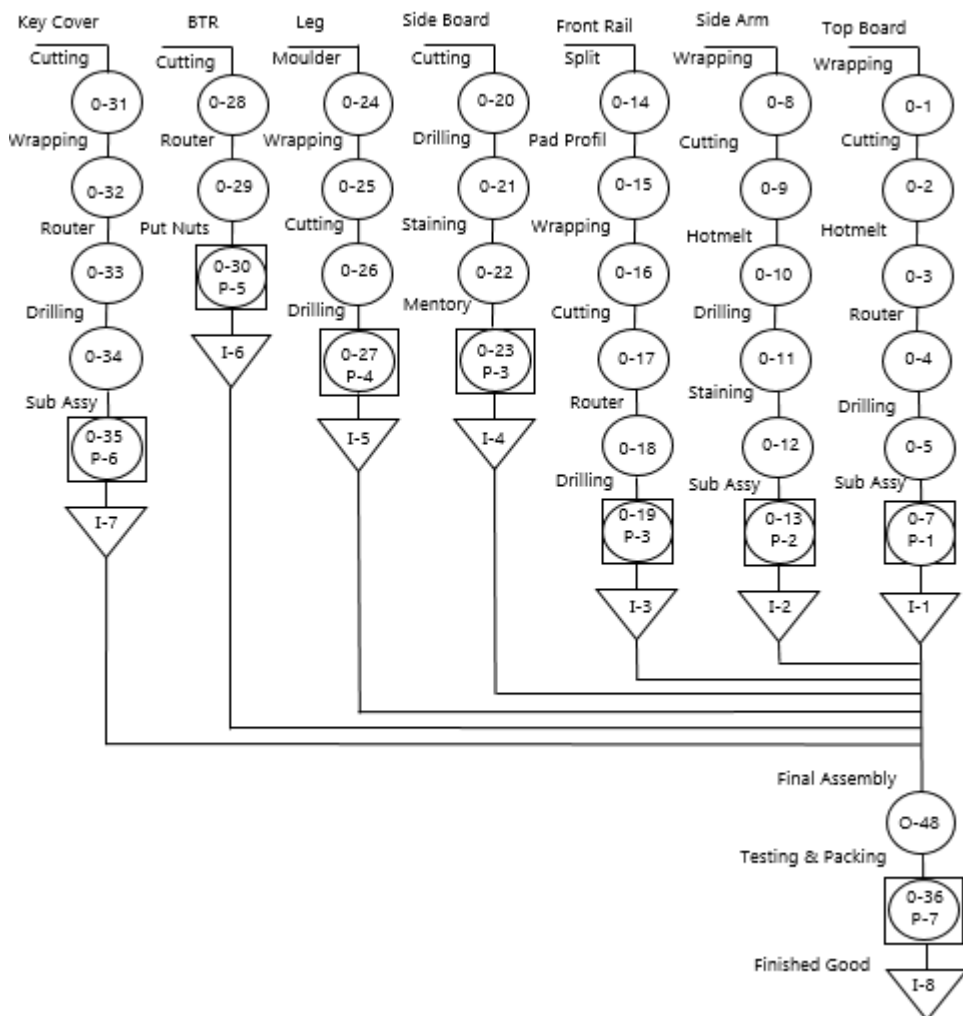 Key Cover
BTR
Leg
Side Board
Front Rail
Side Arm
Top Board
Cutting
Cutting
Moulder
Cutting
Split
Wrapping
Wrapping
0-31
0-28
0-24
0-20
0-14
0-8
0-1
Wrapping
Router
Wrapping
Drilling
Pad Profil
Cutting
Cutting
0-32
0-29
0-25
0-21
0-15
0-9
0-2
Router
Put Nuts
Cutting
Staining
Wrapping
Hotmelt
Hotmelt
0-33
0-30
P-5
0-26
0-22
0-16
0-10
0-3
Drilling
Drilling
Mentory
Cutting
Drilling
Router
0-34
I-6
0-27
P-4
0-23
P-3
0-17
0-11
0-4
Sub Assy
Router
Staining
Drilling
0-35
P-6
I-5
I-4
0-18
0-12
0-5
Drilling
Sub Assy
Sub Assy
I-7
0-19
P-3
0-13
P-2
0-7
P-1
I-3
I-2
I-1
Final Assembly
O-48
Testing & Packing
0-36
P-7
Finished Good
I-8